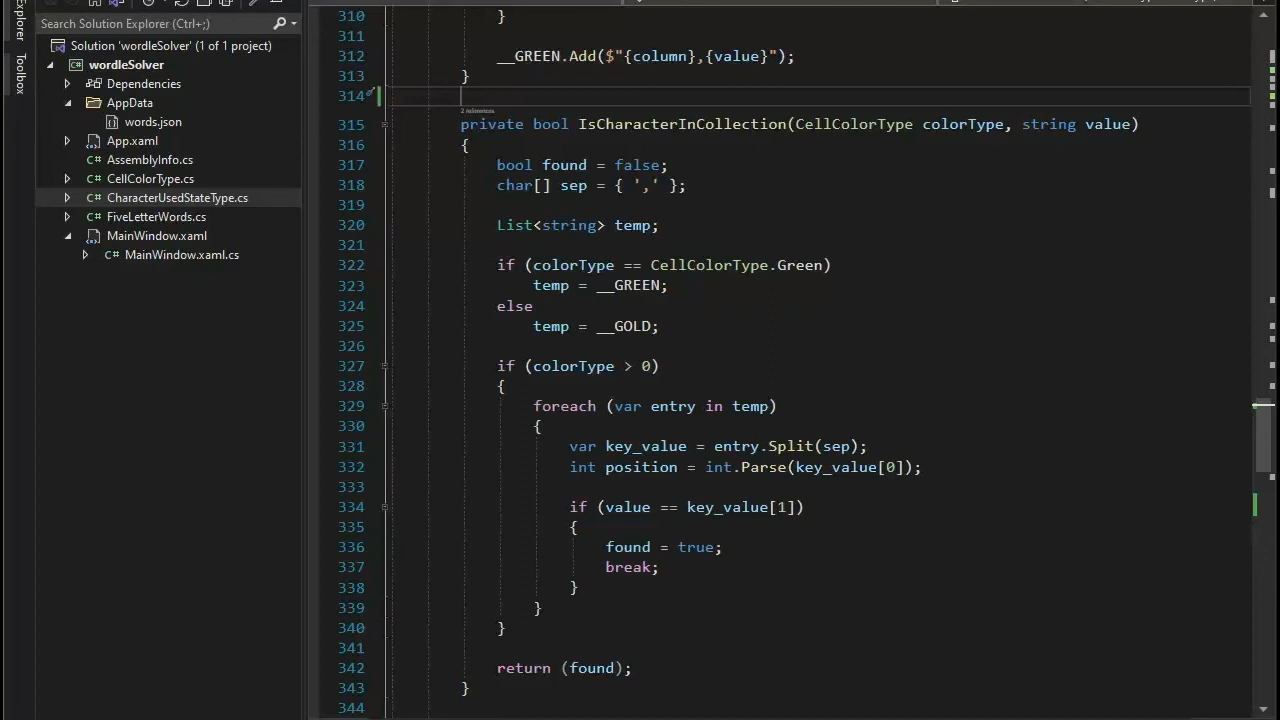 Explorer
Toolbox
Search Solution Explorer (Ctrl+;)
Solution 'wordleSolver' (1 of 1 project)
wordleSolver
Dependencies
AppData
words.json
App.xaml
AssemblyInfo.cs
CellColorType.cs
CharacterUsedStateType.cs
FiveLetterWords.cs
MainWindow.xaml
MainWindow.xaml.cs
310 }
311
312 __GREEN.Add($"{column},{value}");
313 }
314
2 references
315 private bool IsCharacterInCollection(CellColorType colorType, string value)
316 {
317 bool found = false;
318 char[] sep = { ',' };
319
320 List<string> temp;
321
322 if (colorType == CellColorType.Green)
323 temp = __GREEN;
324 else
325 temp = __GOLD;
326
327 if (colorType > 0)
328 {
329 foreach (var entry in temp)
330 {
331 var key_value = entry.Split(sep);
332 int position = int.Parse(key_value[0]);
333
334 if (value == key_value[1])
335 {
336 found = true;
337 break;
338 }
339 }
340 }
341
342 return (found);
343 }
344